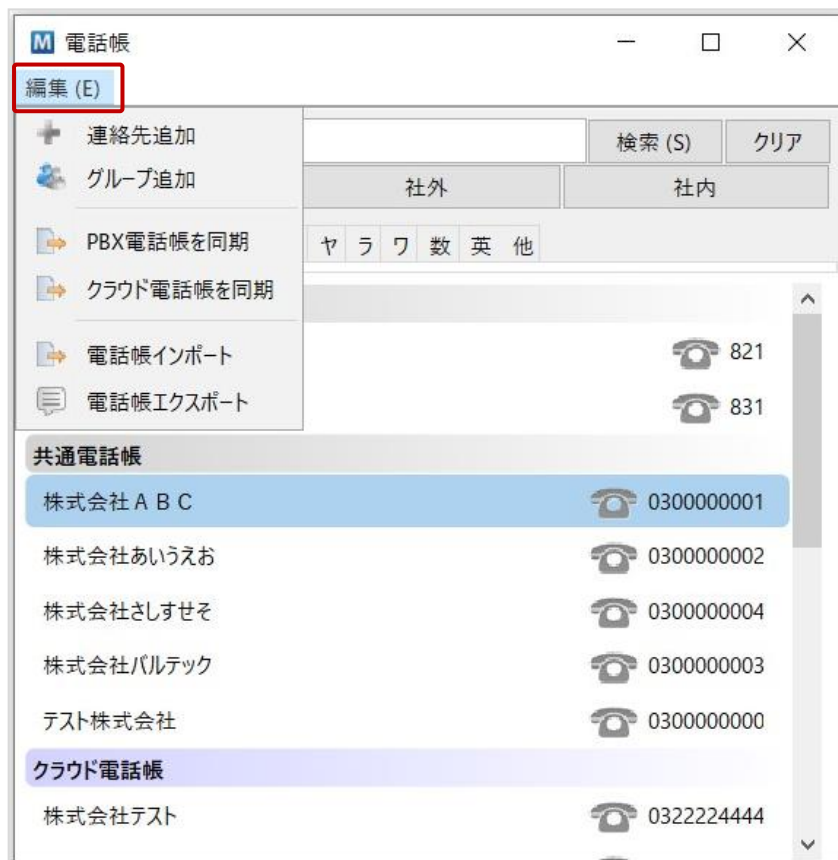 M 電話帳
編集 (E)
連絡先追加
検索 (S) クリア
グループ追加
社外 社内
PBX電話帳を同期
ヤ ラ ワ 数 英 他
クラウド電話帳を同期
電話帳インポート
821
電話帳エクスポート
831
共通電話帳
株式会社ＡＢＣ 0300000001
株式会社あいうえお 0300000002
株式会社さしすせそ 0300000004
株式会社バルテック 0300000003
テスト株式会社 0300000000
クラウド電話帳
株式会社テスト 0322224444